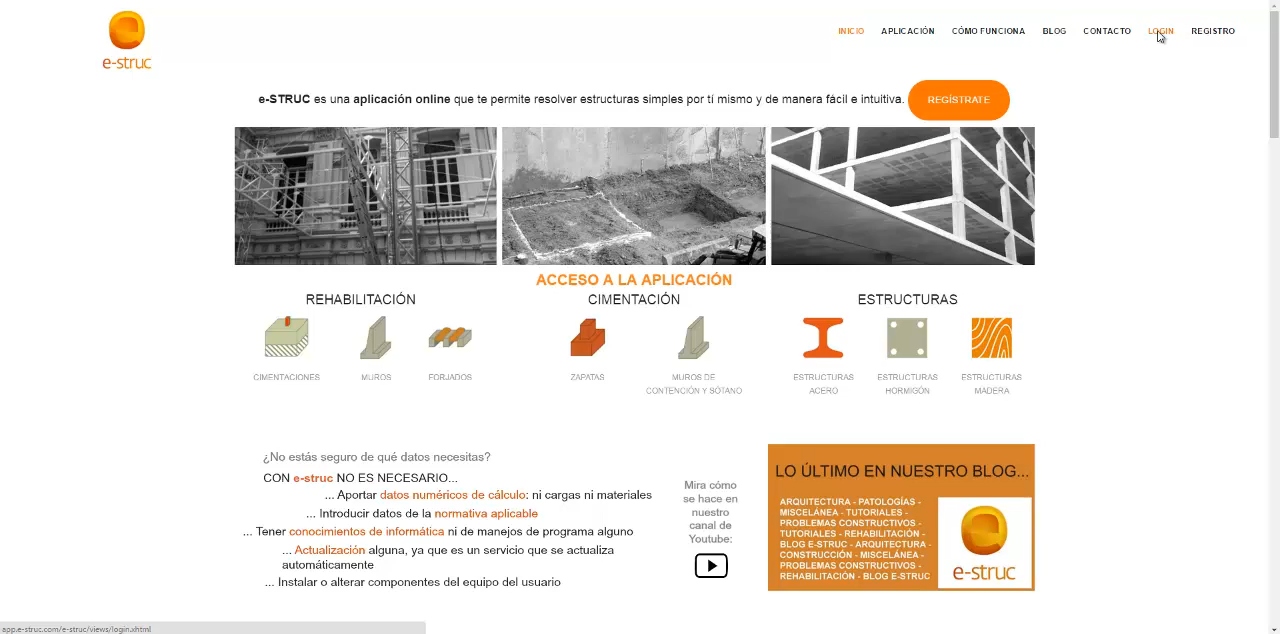 e-struc
INICIO APLICACIÓN CÓMO FUNCIONA BLOG CONTACTO LOGIN REGISTRO
e-STRUC es una aplicación online que te permite resolver estructuras simples por tí mismo y de manera fácil e intuitiva.
REGÍSTRATE
ACCESO A LA APLICACIÓN
REHABILITACIÓN
CIMENTACIONES MUROS FORJADOS
CIMENTACIÓN
ZAPATAS
MUROS DE
CONTENCIÓN Y SÓTANO
ESTRUCTURAS
ESTRUCTURAS
ACERO
ESTRUCTURAS
HORMIGÓN
ESTRUCTURAS
MADERA
¿No estás seguro de qué datos necesitas?
CON e-struc NO ES NECESARIO...
... Aportar datos numéricos de cálculo: ni cargas ni materiales
... Introducir datos de la normativa aplicable
... Tener conocimientos de informática ni de manejos de programa alguno
... Actualización alguna, ya que es un servicio que se actualiza
automáticamente
... Instalar o alterar componentes del equipo del usuario
Mira cómo
se hace en
nuestro
canal de
Youtube:
LO ÚLTIMO EN NUESTRO BLOG...
ARQUITECTURA - PATOLOGÍAS -
MISCELÁNEA - TUTORIALES -
PROBLEMAS CONSTRUCTIVOS -
TUTORIALES - REHABILITACIÓN -
BLOG E-STRUC - ARQUITECTURA -
CONSTRUCCIÓN - MISCELÁNEA -
PROBLEMAS CONSTRUCTIVOS -
REHABILITACIÓN - BLOG E-STRUC
e-struc
app.e-struc.com/e-struc/views/login.xhtml